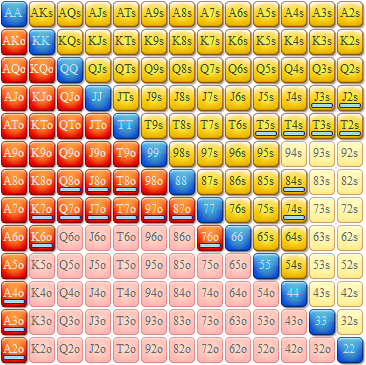 AA AKs AQs AJs ATs A9s A8s A7s A6s A5s A4s A3s A2s
AKo KK KQs KJs KTs K9s K8s K7s K6s K5s K4s K3s K2s
AQo KQo QQ QJs QTs Q9s Q8s Q7s Q6s Q5s Q4s Q3s Q2s
AJo KJo QJo JJ JTs J9s J8s J7s J6s J5s J4s J3s J2s
ATo KTo QTo JTo TT T9s T8s T7s T6s T5s T4s T3s T2s
A9o K9o Q9o J9o T9o 99 98s 97s 96s 95s 94s 93s 92s
A8o K8o Q8o J8o T8o 98o 88 87s 86s 85s 84s 83s 82s
A7o K7o Q7o J7o T7o 97o 87o 77 76s 75s 74s 73s 72s
A6o K6o Q6o J6o T6o 96o 86o 76o 66 65s 64s 63s 62s
A5o K5o Q5o J5o T5o 95o 85o 75o 65o 55 54s 53s 52s
A4o K4o Q4o J4o T4o 94o 84o 74o 64o 54o 44 43s 42s
A3o K3o Q3o J3o T3o 93o 83o 73o 63o 53o 43o 33 32s
A2o K2o Q2o J2o T2o 92o 82o 72o 62o 52o 42o 32o 22